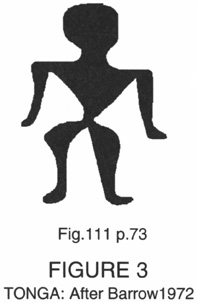 Fig.111 p.73
FIGURE 3
TONGA: After Barrow1972